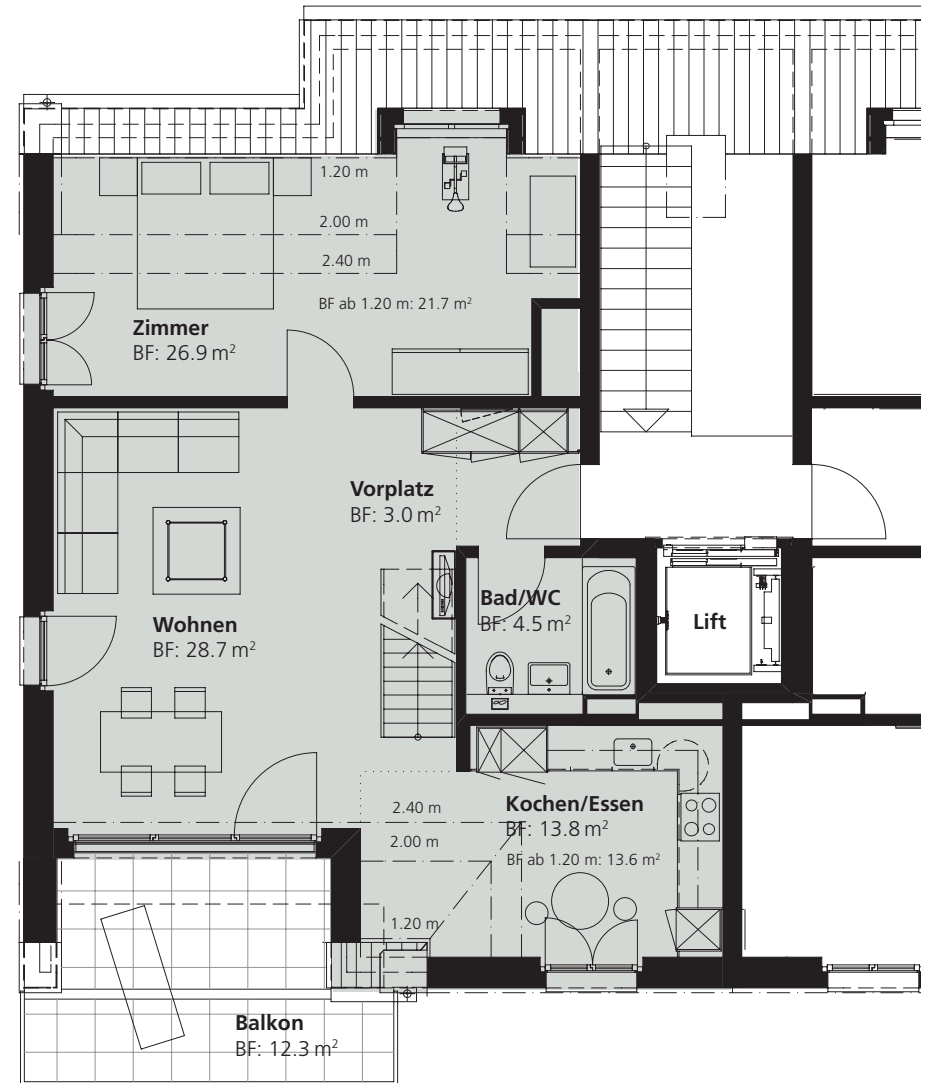 1.20 m
2.00 m
2.40 m
BF ab 1.20 m: 21.7 m²
Zimmer
BF: 26.9 m²
Vorplatz
BF: 3.0 m²
Bad/WC
BF: 4.5 m²
Lift
Wohnen
BF: 28.7 m²
2.40 m
Kochen/Essen
BF: 13.8 m²
2.00 m
BF ab 1.20 m: 13.6 m²
1.20 m
Balkon
BF: 12.3 m²